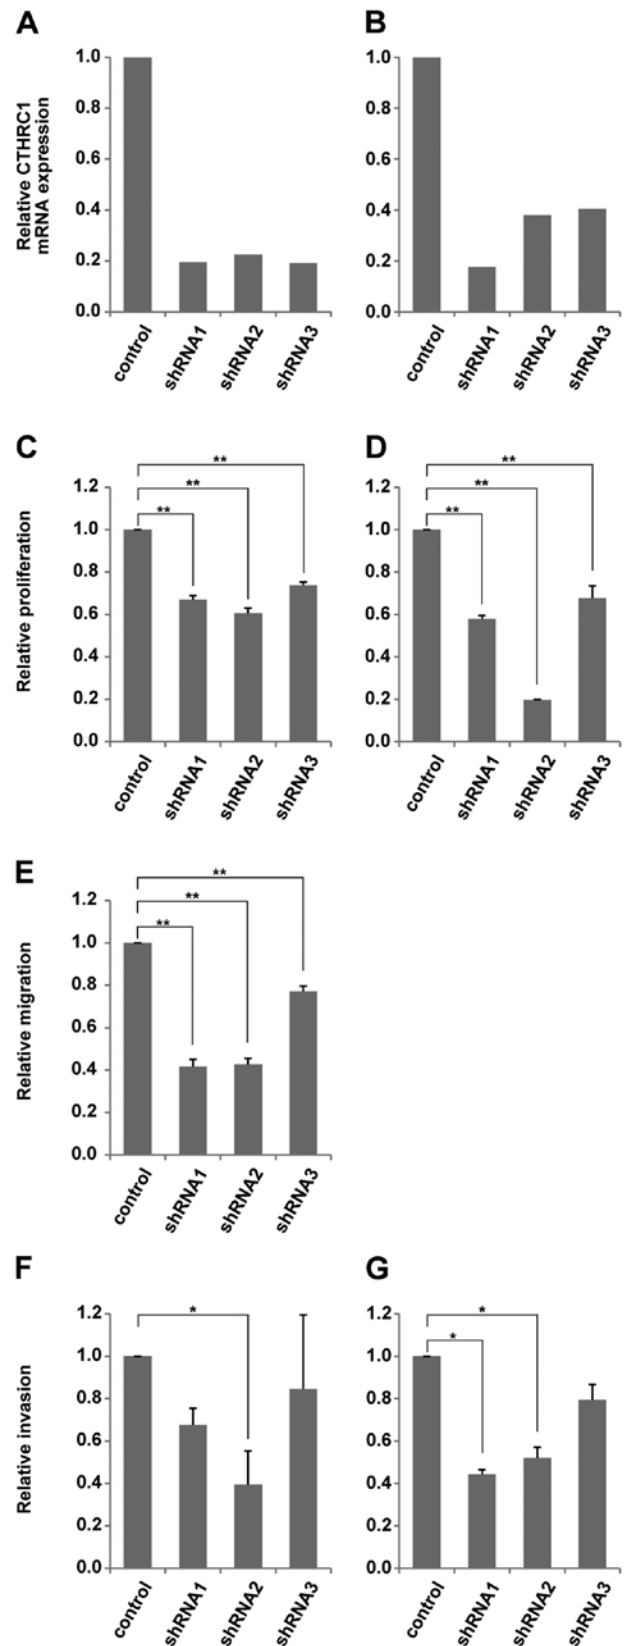 A
B
Relative CTHRC1
mRNA expression
1.0
0.8
0.6
0.4
0.2
0.0
control
shRNA1
shRNA2
shRNA3
1.0
0.8
0.6
0.4
0.2
0.0
control
shRNA1
shRNA2
shRNA3
C
D
Relative proliferation
1.2
1.0
0.8
0.6
0.4
0.2
0.0
**
**
**
control
shRNA1
shRNA2
shRNA3
1.2
1.0
0.8
0.6
0.4
0.2
0.0
**
**
**
control
shRNA1
shRNA2
shRNA3
E
Relative migration
1.2
1.0
0.8
0.6
0.4
0.2
0.0
**
**
**
control
shRNA1
shRNA2
shRNA3
F
G
Relative invasion
1.2
1.0
0.8
0.6
0.4
0.2
0.0
*
control
shRNA1
shRNA2
shRNA3
1.2
1.0
0.8
0.6
0.4
0.2
0.0
*
*
control
shRNA1
shRNA2
shRNA3